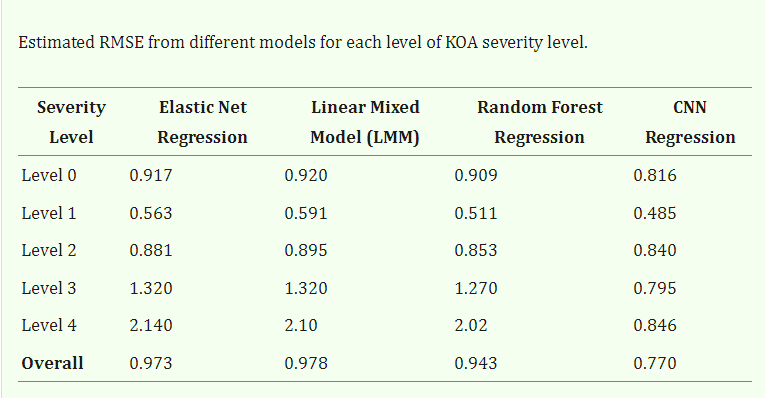 Estimated RMSE from different models for each level of KOA severity level.
Severity Level Elastic Net Regression Linear Mixed Model (LMM) Random Forest Regression CNN Regression
Level 0 0.917 0.920 0.909 0.816
Level 1 0.563 0.591 0.511 0.485
Level 2 0.881 0.895 0.853 0.840
Level 3 1.320 1.320 1.270 0.795
Level 4 2.140 2.10 2.02 0.846
Overall 0.973 0.978 0.943 0.770